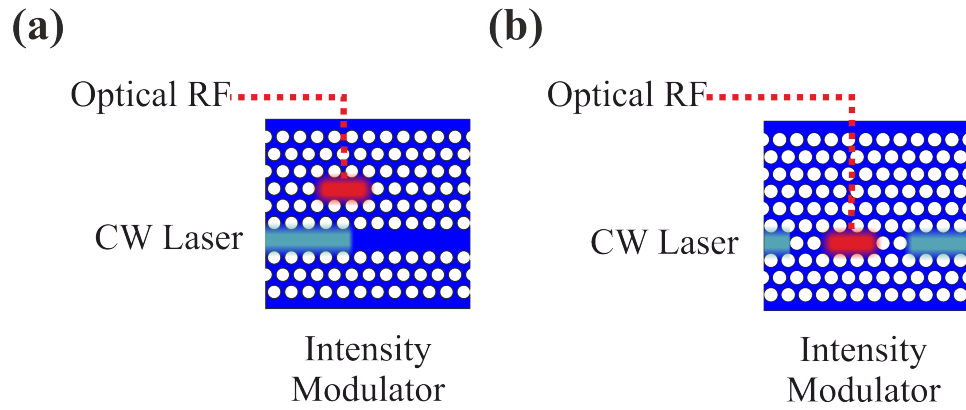 (a)
Optical RF
CW Laser
Intensity
Modulator
(b)
Optical RF
CW Laser
Intensity
Modulator